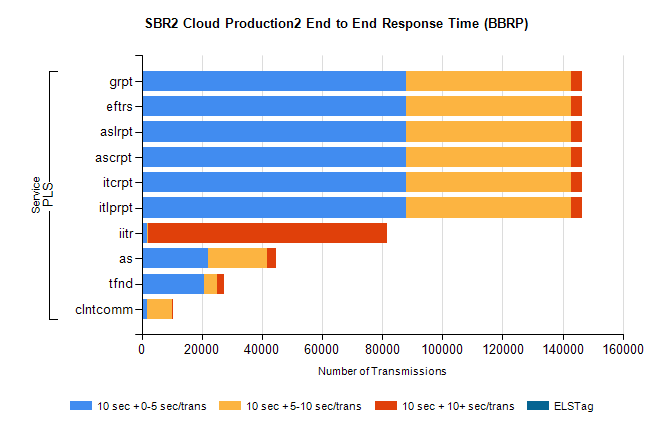 SBR2 Cloud Production2 End to End Response Time (BBRP)
Service
PLS
grpt
eftrs
aslrpt
ascrpt
itcrpt
itlprpt
iitr
as
tfnd
clntcomm
0 20000 40000 60000 80000 100000 120000 140000 160000
Number of Transmissions
10 sec +0-5 sec/trans 10 sec +5-10 sec/trans 10 sec + 10+ sec/trans ELSTag